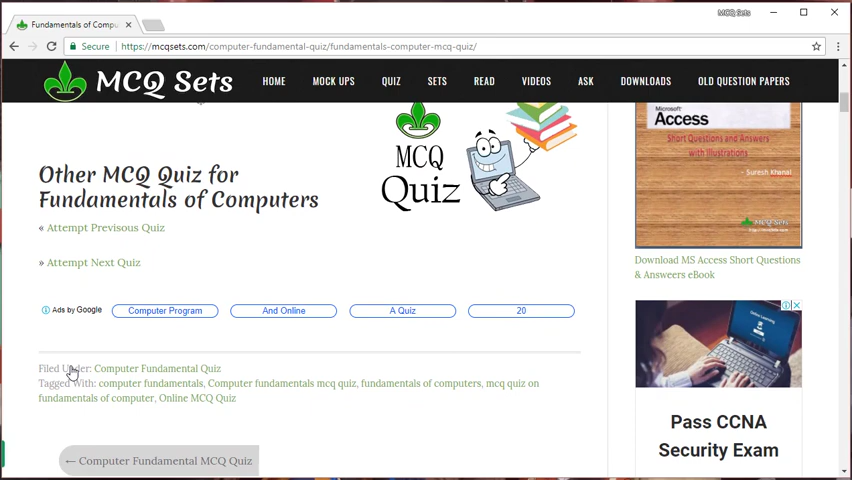 MCQ Sets
Fundamentals of Compu
Secure
https://mcqsets.com/computer-fundamental-quiz/fundamentals-computer-mcq-quiz/
MCQ Sets
HOME MOCK UPS QUIZ SETS READ VIDEOS ASK DOWNLOADS OLD QUESTION PAPERS
MCQ
Quiz
Other MCQ Quiz for
Fundamentals of Computers
« Attempt Previsous Quiz
» Attempt Next Quiz
Ads by Google
Computer Program
And Online
A Quiz
20
Filed Under: Computer Fundamental Quiz
Tagged With: computer fundamentals, Computer fundamentals mcq quiz, fundamentals of computers, mcq quiz on
fundamentals of computer, Online MCQ Quiz
← Computer Fundamental MCQ Quiz
Microsoft:
Access
Short Questions and Answers
with Illustrations
- Suresh Khanal
MCQ Sets
Download MS Access Short Questions
& Answeers eBook
Pass CCNA
Security Exam